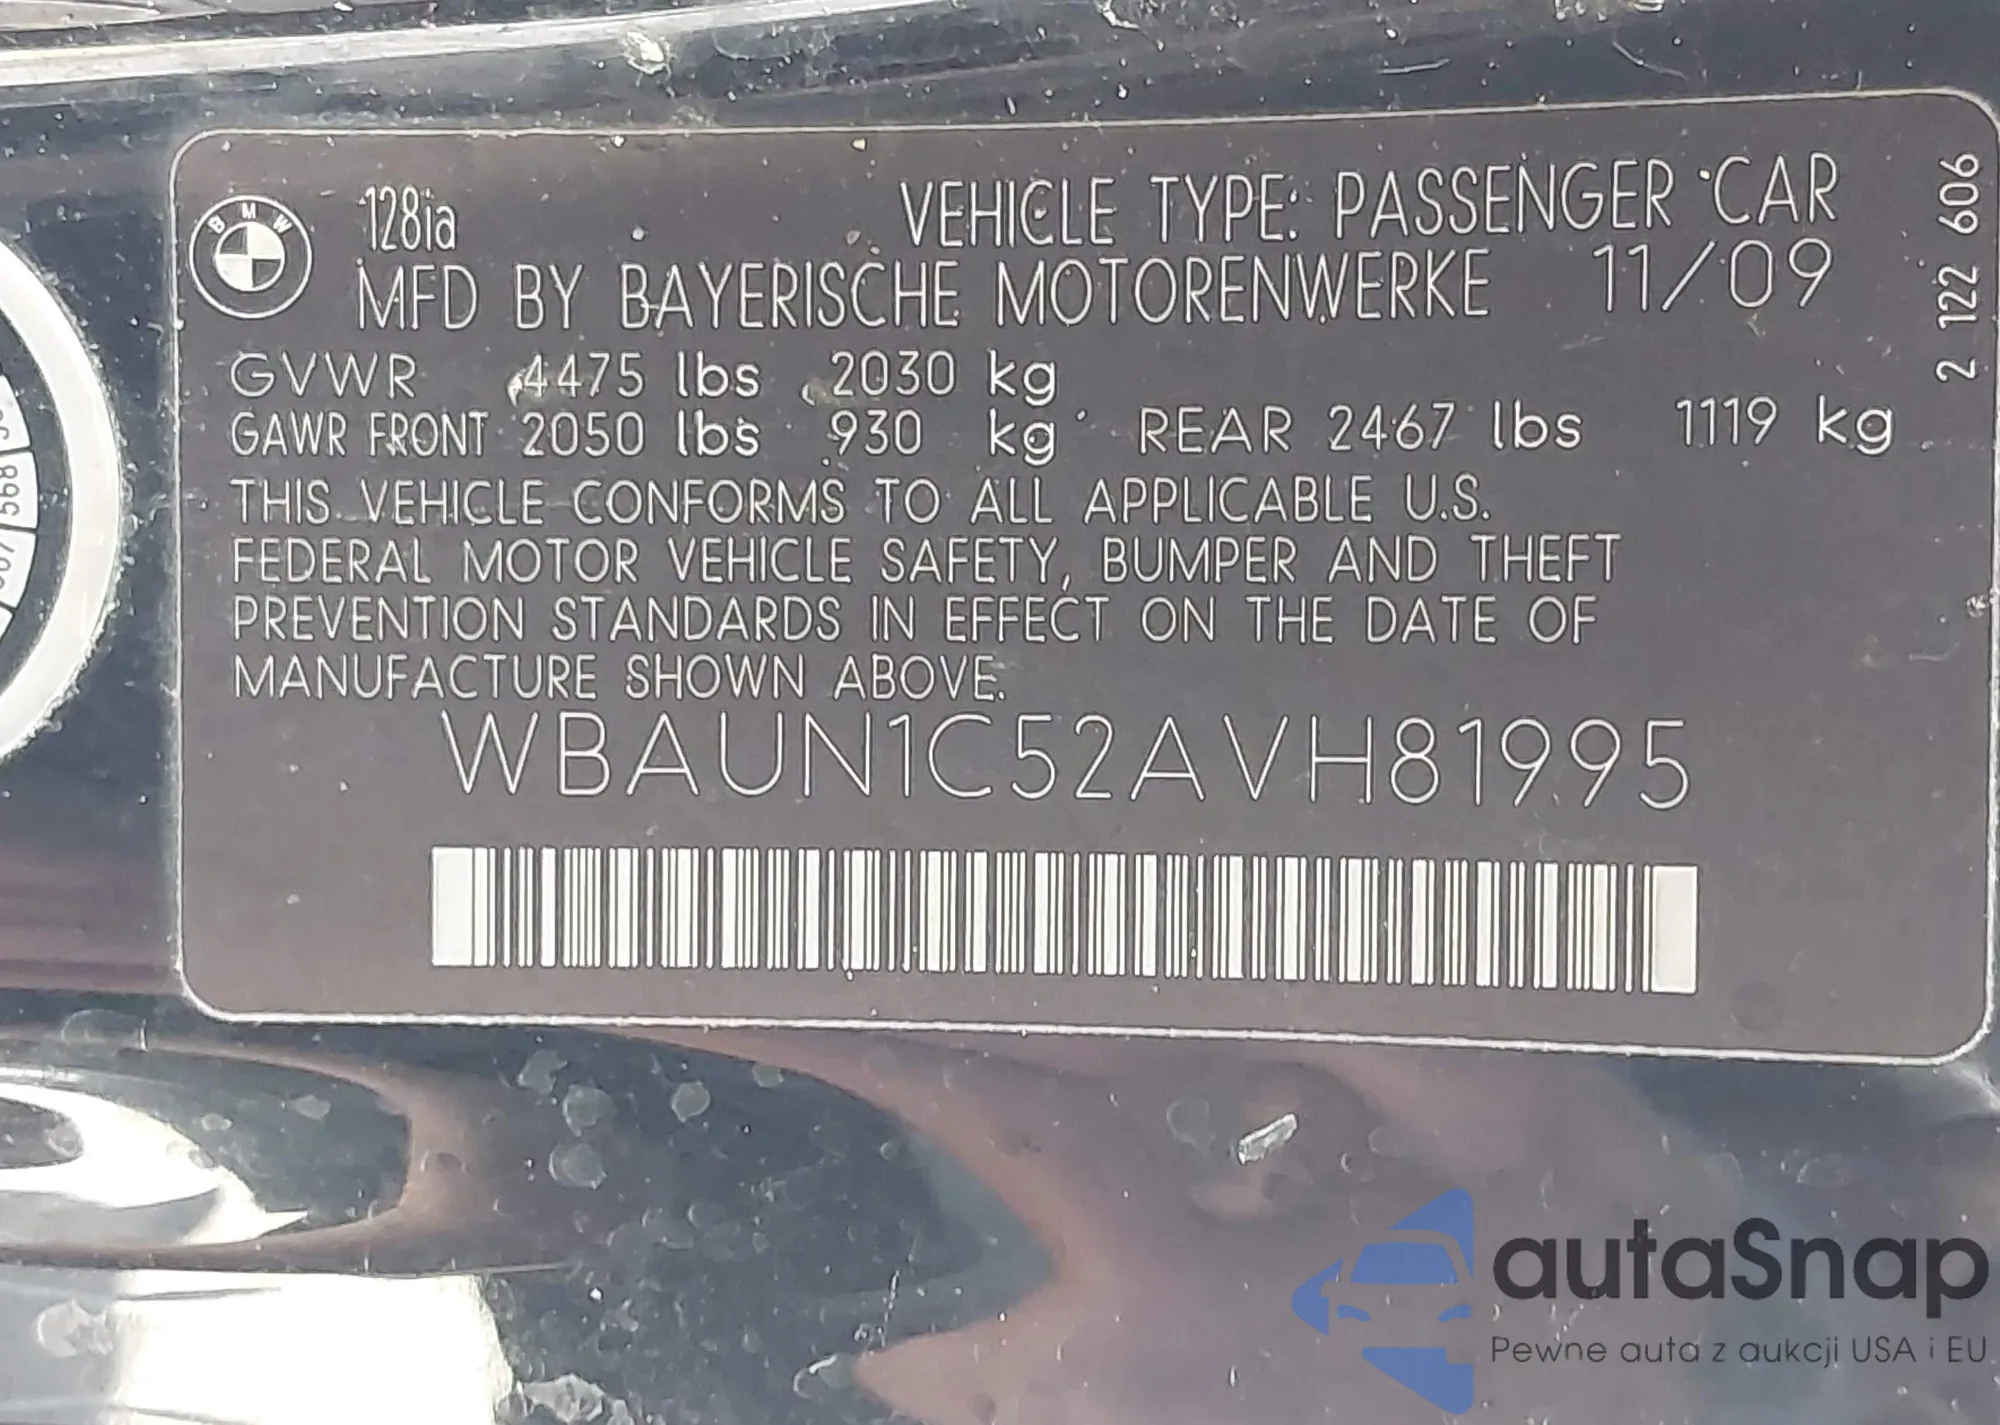 BMW
128ia
VEHICLE TYPE: PASSENGER CAR
MFD BY BAYERISCHE MOTORENWERKE 11/09
GVWR 4475 lbs 2030 kg
GAWR FRONT 2050 lbs 930 kg REAR 2467 lbs 1119 kg
THIS VEHICLE CONFORMS TO ALL APPLICABLE U.S.
FEDERAL MOTOR VEHICLE SAFETY, BUMPER AND THEFT
PREVENTION STANDARDS IN EFFECT ON THE DATE OF
MANUFACTURE SHOWN ABOVE.
WBAUN1C52AVH81995
2 122 606
568
autaSnap
Pewne auta z aukcji USA i EU